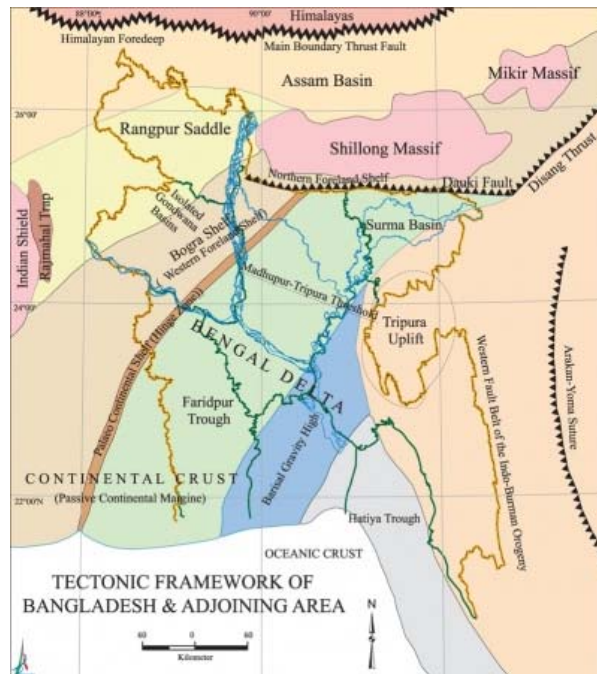 88°00'
90°00'
Himalayas
Himalayan Foredeep
Main Boundary Thrust Fault
Assam Basin
Mikir Massif
26°00'
Rangpur Saddle
Shillong Massif
Northern Foreland Shelf
Dauki Fault
Disang Thrust
Isolated
Gondwana
Basins
Bogra Shelf
(Western Foreland Shelf)
Surma Basin
Indian Shield
Rajmahal Trap
Madhupur-Tripura Threshold
24°00'
Tripura
Uplift
Palaeo Continental Shelf (Hinge Zone)
BENGAL DELTA
Western Fault Belt of the Indo-Burman Orogeny
Arakan-Yoma Suture
Faridpur
Trough
Barisal Gravity High
CONTINENTAL CRUST
(Passive Continental Margine)
22°00'N
Hatiya Trough
OCEANIC CRUST
TECTONIC FRAMEWORK OF
BANGLADESH & ADJOINING AREA
N
60 0 60
Kilometer